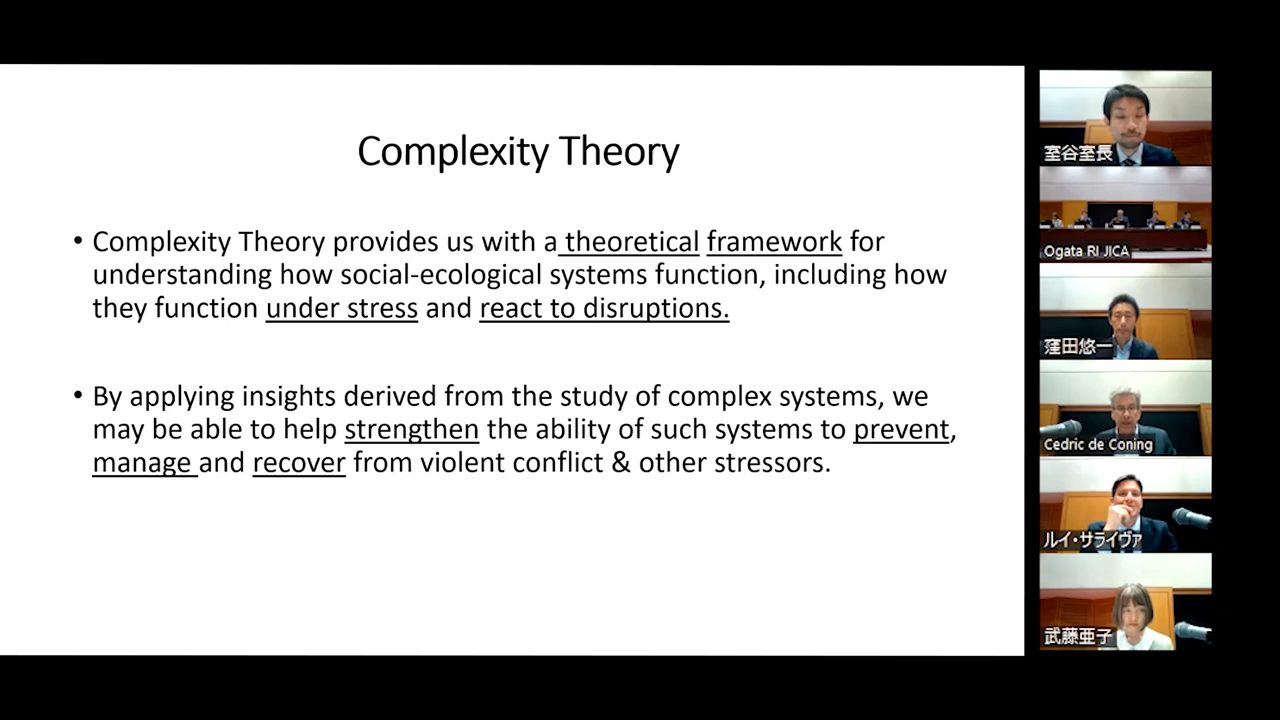 Complexity Theory
• Complexity Theory provides us with a theoretical framework for
understanding how social-ecological systems function, including how
they function under stress and react to disruptions.
• By applying insights derived from the study of complex systems, we
may be able to help strengthen the ability of such systems to prevent,
manage and recover from violent conflict & other stressors.
室谷室長
Ogata RI JICA
窪田悠一
Cedric de Coning
ルイ・サライヴァ
武藤亜子